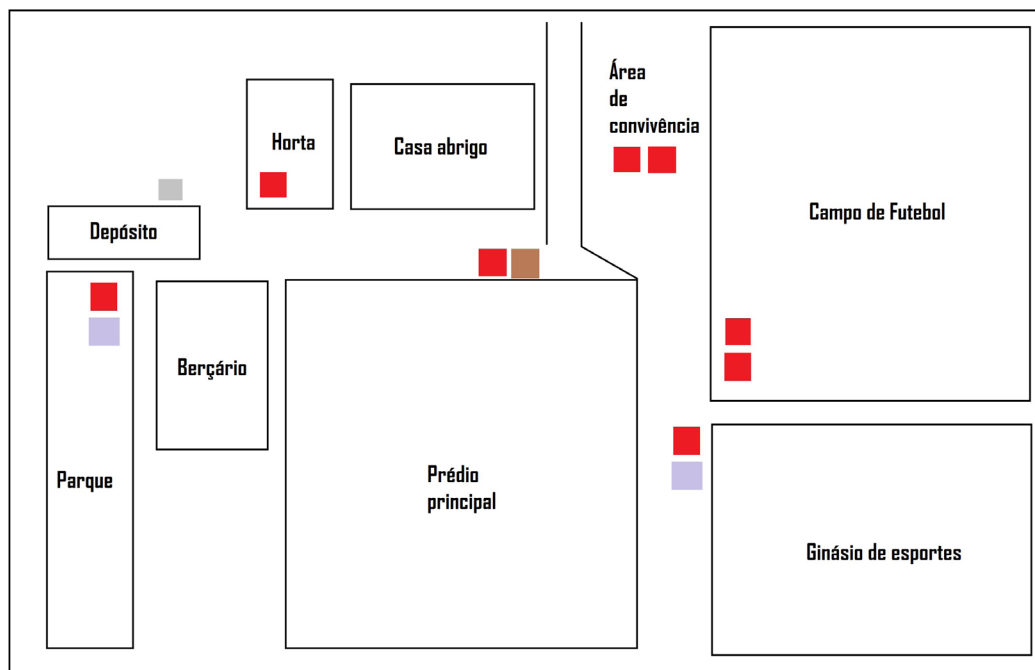 Área
de
convivência
Horta
Casa abrigo
Campo de Futebol
Depósito
Berçário
Parque
Prédio
principal
Ginásio de esportes